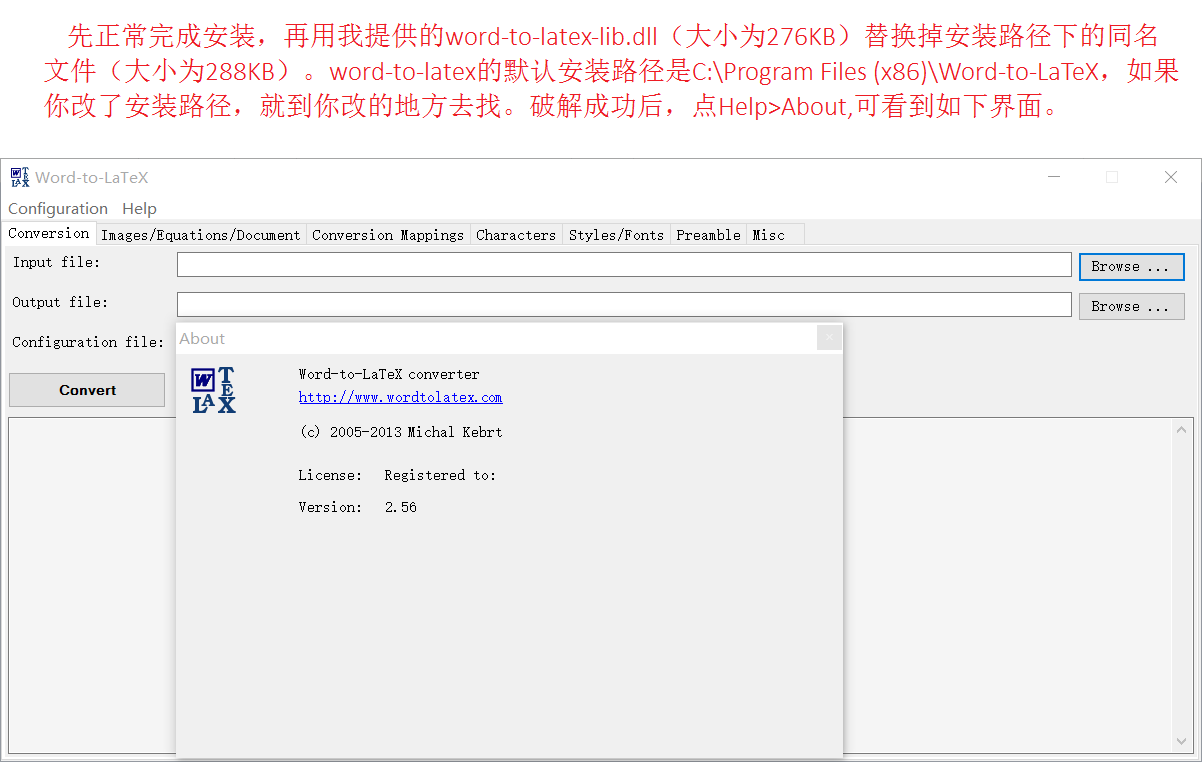 先正常完成安装，再用我提供的word-to-latex-lib.dll（大小为276KB）替换掉安装路径下的同名
文件（大小为288KB）。word-to-latex的默认安装路径是C:\Program Files (x86)\Word-to-LaTeX，如果
你改了安装路径，就到你改的地方去找。破解成功后，点Help>About,可看到如下界面。
Word-to-LaTeX
Configuration Help
Conversion Images/Equations/Document Conversion Mappings Characters Styles/Fonts Preamble Misc
Input file: Browse ...
Output file: Browse ...
Configuration file:
Convert
About
W TEX LAX
Word-to-LaTeX converter
http://www.wordtolatex.com
(c) 2005-2013 Michal Kebrt
License: Registered to:
Version: 2.56